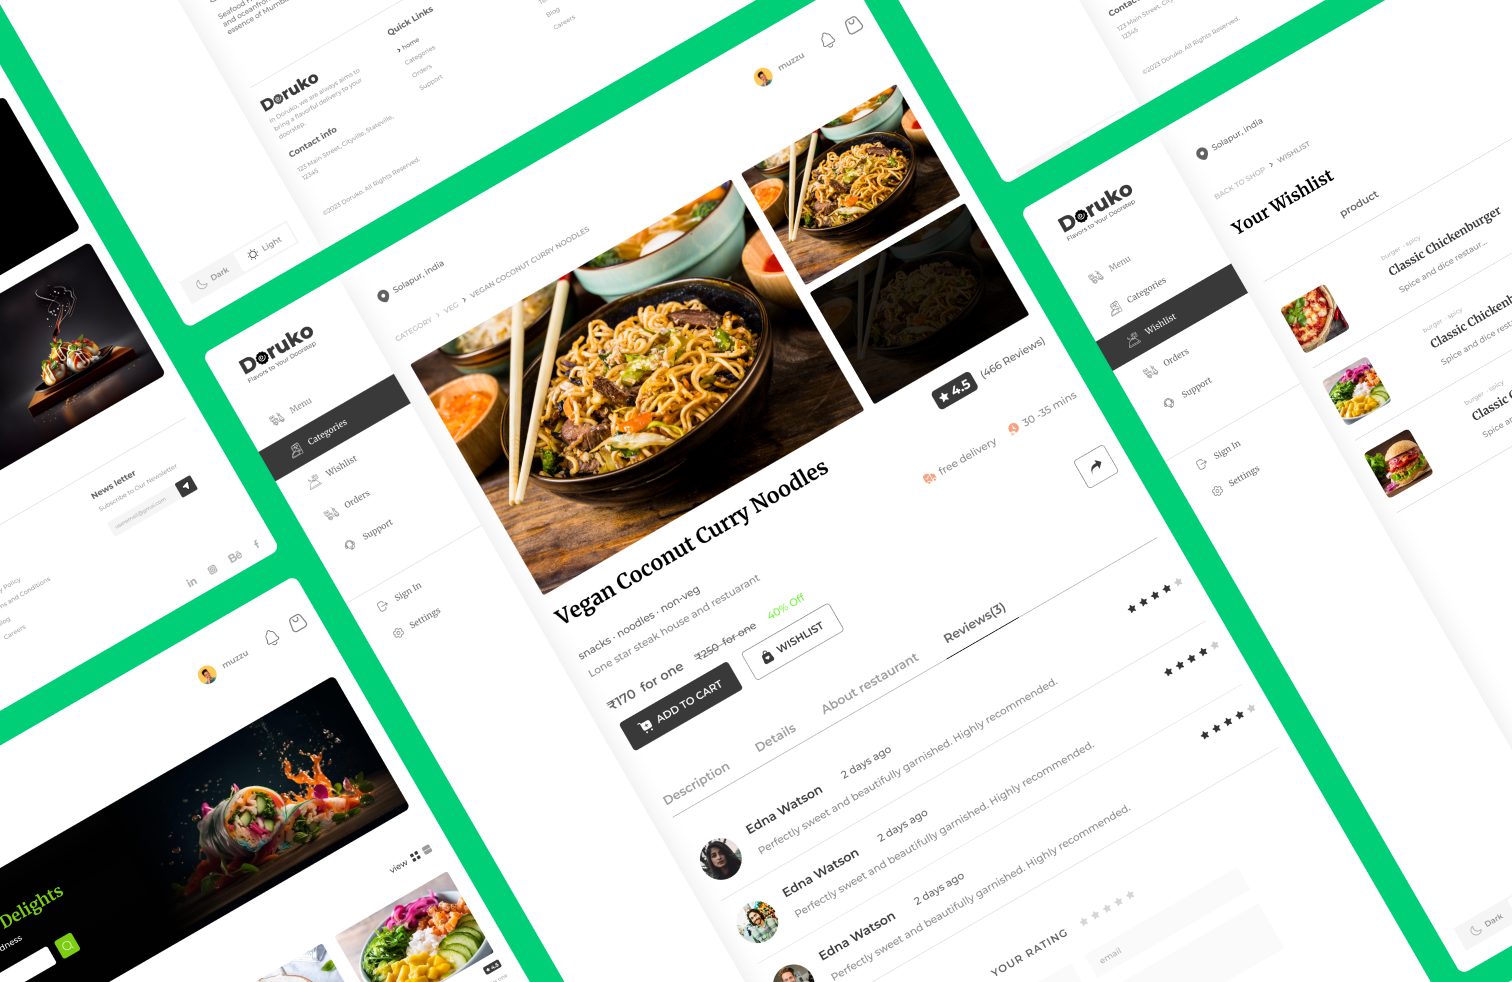 Seafood
and oceanfron
essence of Mumb
Quick Links
home
Categories
Orders
Support
Blog
Careers
Doruko
In Doruko, we are always aims to
bring a flavorful delivery to your
doorstep.
Contact info
123 Main Street, Cityville, Stateville,
12345
©2023 Doruko. All Rights Reserved.
Dark
Light
Contact
123 Main Street, City
12345
©2023 Doruko. All Rights Reserved.
News letter
Subscribe to Our Newsletter
y Policy
ms and Conditions
Careers
in
Bē
f
muzzu
Delights
dness
view
4.5
Doruko
Flavors to Your Doorstep
Menu
Categories
Wishlist
Orders
Support
Sign In
Settings
muzzu
Solapur, india
CATEGORY > VEG > VEGAN COCONUT CURRY NOODLES
Vegan Coconut Curry Noodles
4.5 (466 Reviews)
free delivery
30 -35 mins
snacks · noodles · non-veg
Lone star steak house and restuarant
₹170 for one
₹250 for one
40% Off
ADD TO CART
WISHLIST
Description
Details
About restaurant
Reviews(3)
Edna Watson
2 days ago
Perfectly sweet and beautifully garnished. Highly recommended.
Edna Watson
2 days ago
Perfectly sweet and beautifully garnished. Highly recommended.
Edna Watson
2 days ago
Perfectly sweet and beautifully garnished. Highly recommended.
YOUR RATING
email
Doruko
Flavors to Your Doorstep
Menu
Categories
Wishlist
Orders
Support
Sign In
Settings
Solapur, india
BACK TO SHOP > WISHLIST
Your Wishlist
product
burger · spicy
Classic Chickenburger
Spice and dice restaur...
burger · spicy
Classic Chickenb
Spice and dice rest
burger · spicy
Classic C
Spice an
Dark